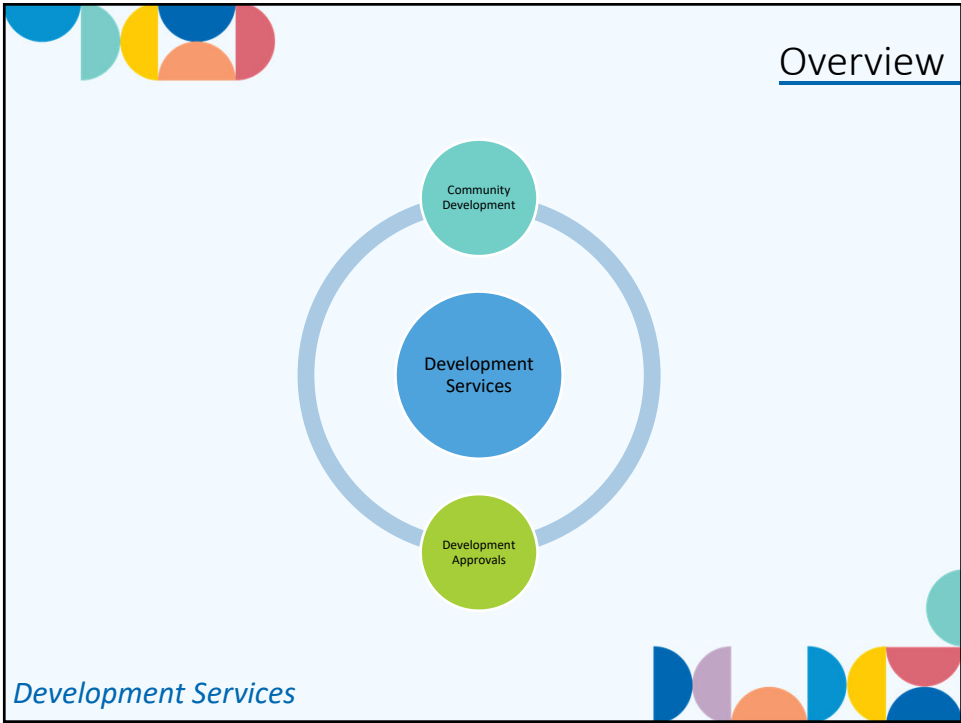 Overview
Community
Development
Development
Services
Development
Approvals
Development Services